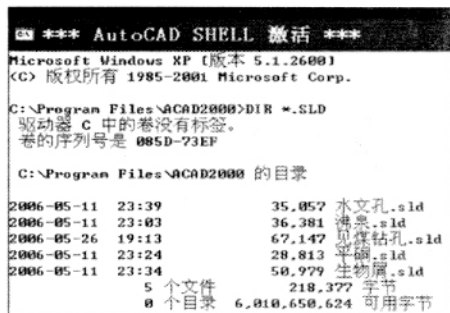 *** AutoCAD SHELL 激活 ***
Microsoft Windows XP [版本 5.1.2600]
(C) 版权所有 1985-2001 Microsoft Corp.
C:\Program Files\ACAD2000>DIR *.SLD
驱动器 C 中的卷没有标签。
卷的序列号是 085D-73EF
C:\Program Files\ACAD2000 的目录
2006-05-11 23:39 35,057 水文孔.sld
2006-05-11 23:03 36,381 沸泉.sld
2006-05-26 19:13 67,147 见煤钻孔.sld
2006-05-11 23:24 28,813 平硐.sld
2006-05-11 23:34 50,979 生物屑.sld
5 个文件 218,377 字节
0 个目录 6,010,650,624 可用字节